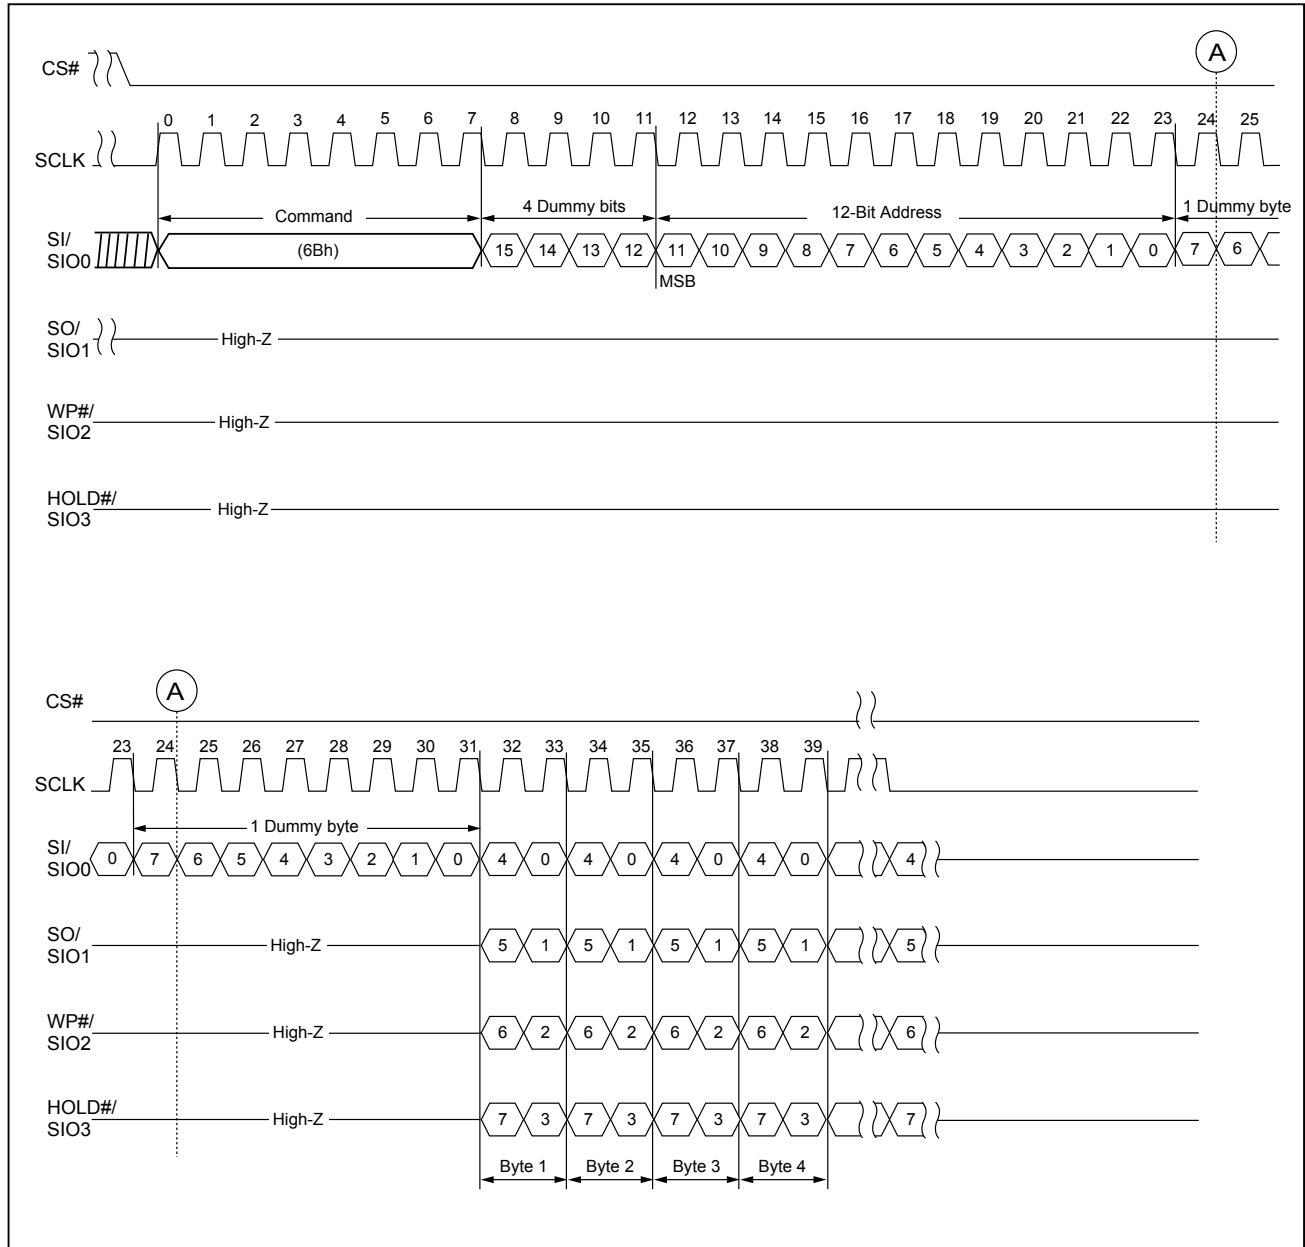 A
CS#
0 1 2 3 4 5 6 7 8 9 10 11 12 13 14 15 16 17 18 19 20 21 22 23 24 25
SCLK
Command 4 Dummy bits 12-Bit Address 1 Dummy byte
SI/
SIO0
(6Bh) 15 14 13 12 11 10 9 8 7 6 5 4 3 2 1 0 7 6
MSB
SO/
SIO1
High-Z
WP#/
SIO2
High-Z
HOLD#/
SIO3
High-Z
A
CS#
23 24 25 26 27 28 29 30 31 32 33 34 35 36 37 38 39
SCLK
1 Dummy byte
SI/
SIO0
0 7 6 5 4 3 2 1 0 4 0 4 0 4 0 4 0 4
SO/
SIO1
High-Z 5 1 5 1 5 1 5 1 5
WP#/
SIO2
High-Z 6 2 6 2 6 2 6 2 6
HOLD#/
SIO3
High-Z 7 3 7 3 7 3 7 3 7
Byte 1 Byte 2 Byte 3 Byte 4